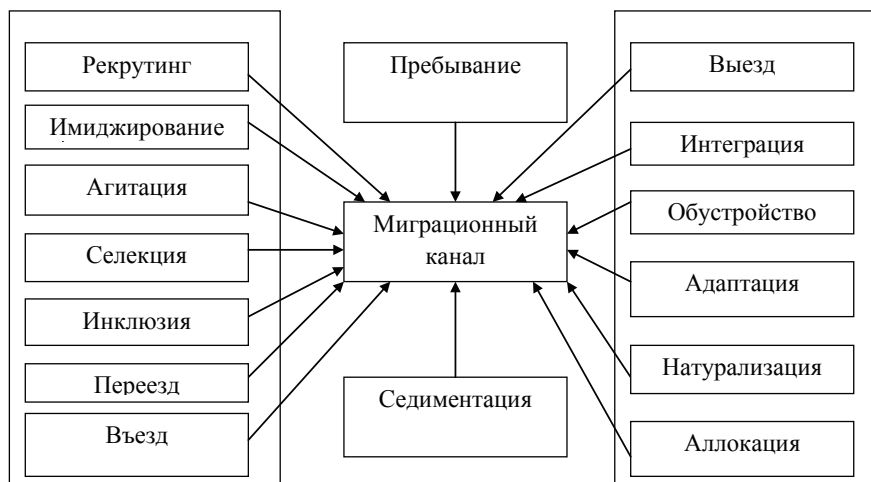 Рекрутинг
Имиджирование
Агитация
Селекция
Инклюзия
Переезд
Въезд
Пребывание
Миграционный
канал
Седиментация
Выезд
Интеграция
Обустройство
Адаптация
Натурализация
Аллокация